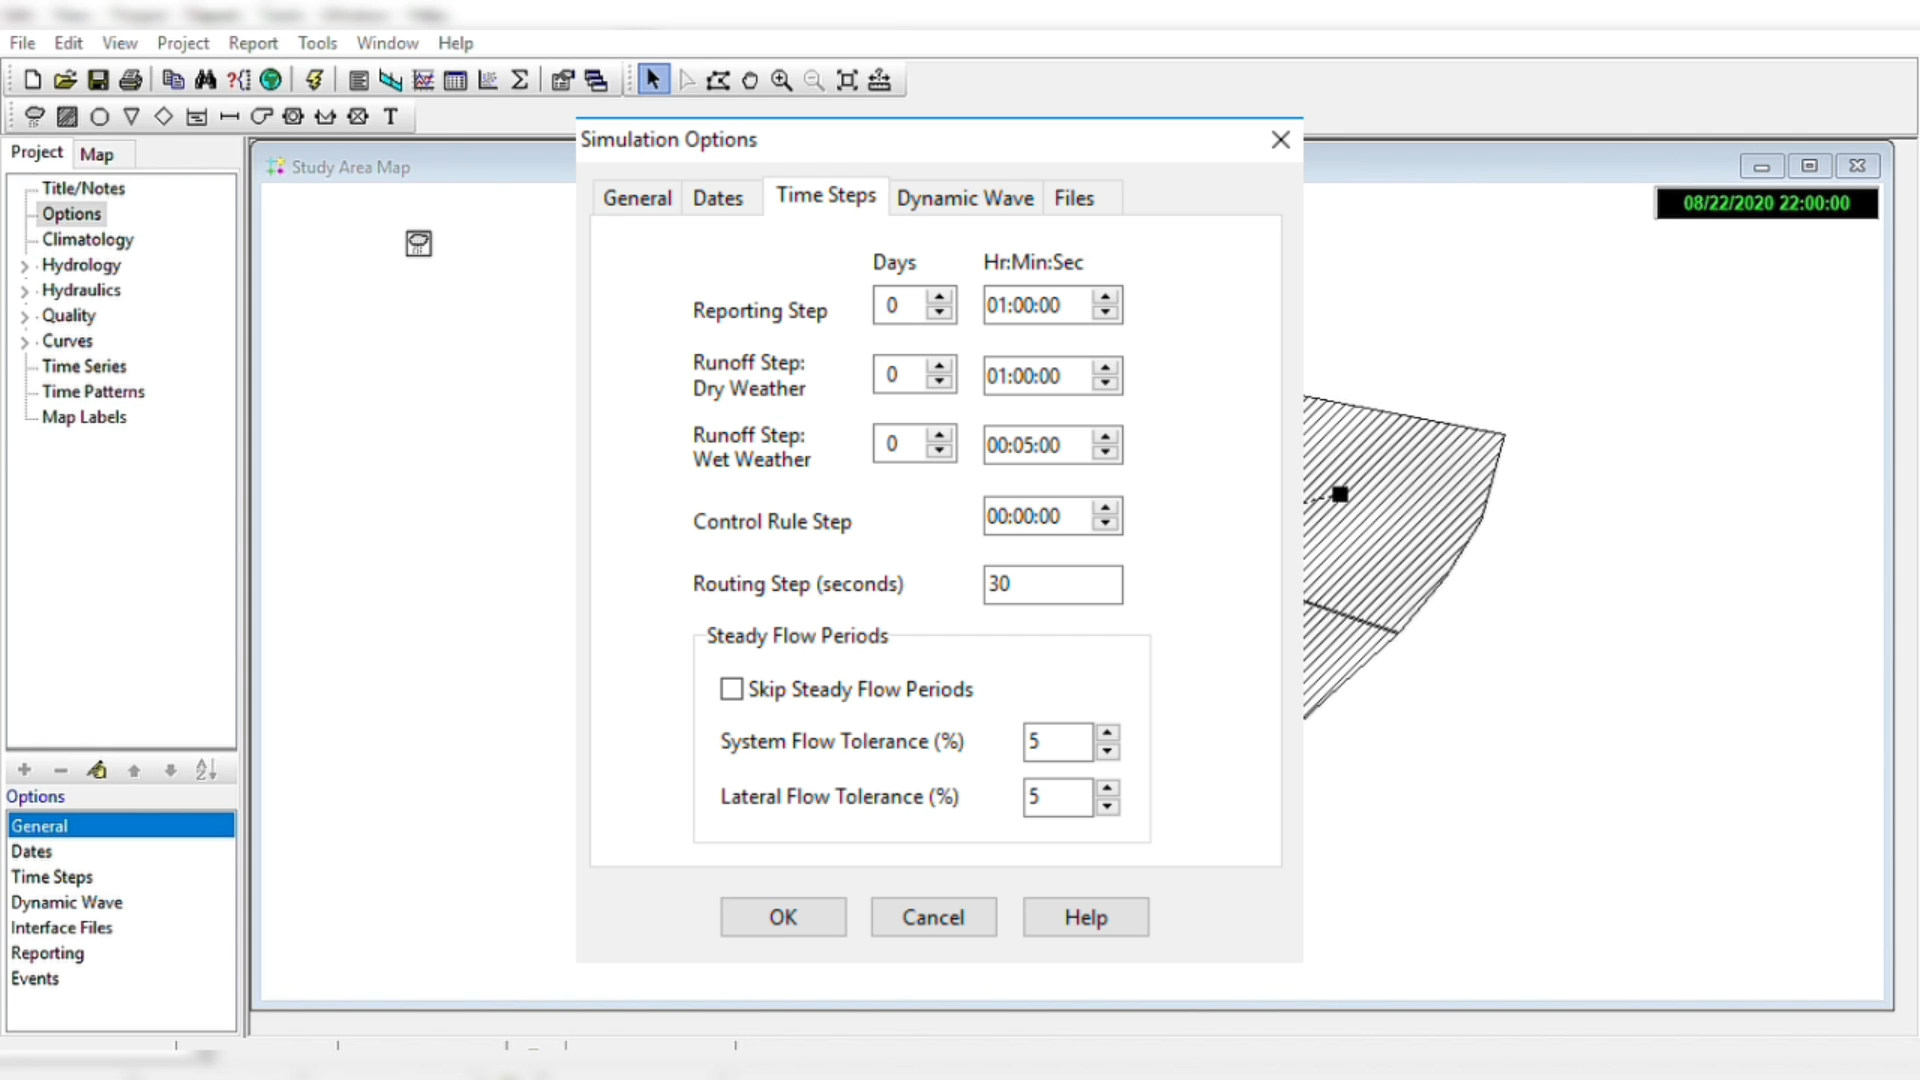 File Edit View Project Report Tools Window Help
T
Project Map
Title/Notes
Options
Climatology
Hydrology
Hydraulics
Quality
Curves
Time Series
Time Patterns
Map Labels
Options
General
Dates
Time Steps
Dynamic Wave
Interface Files
Reporting
Events
Study Area Map
08/22/2020 22:00:00
Simulation Options
General Dates Time Steps Dynamic Wave Files
Days Hr:Min:Sec
Reporting Step 0 01:00:00
Runoff Step:
Dry Weather 0 01:00:00
Runoff Step:
Wet Weather 0 00:05:00
Control Rule Step 00:00:00
Routing Step (seconds) 30
Steady Flow Periods
Skip Steady Flow Periods
System Flow Tolerance (%) 5
Lateral Flow Tolerance (%) 5
OK Cancel Help